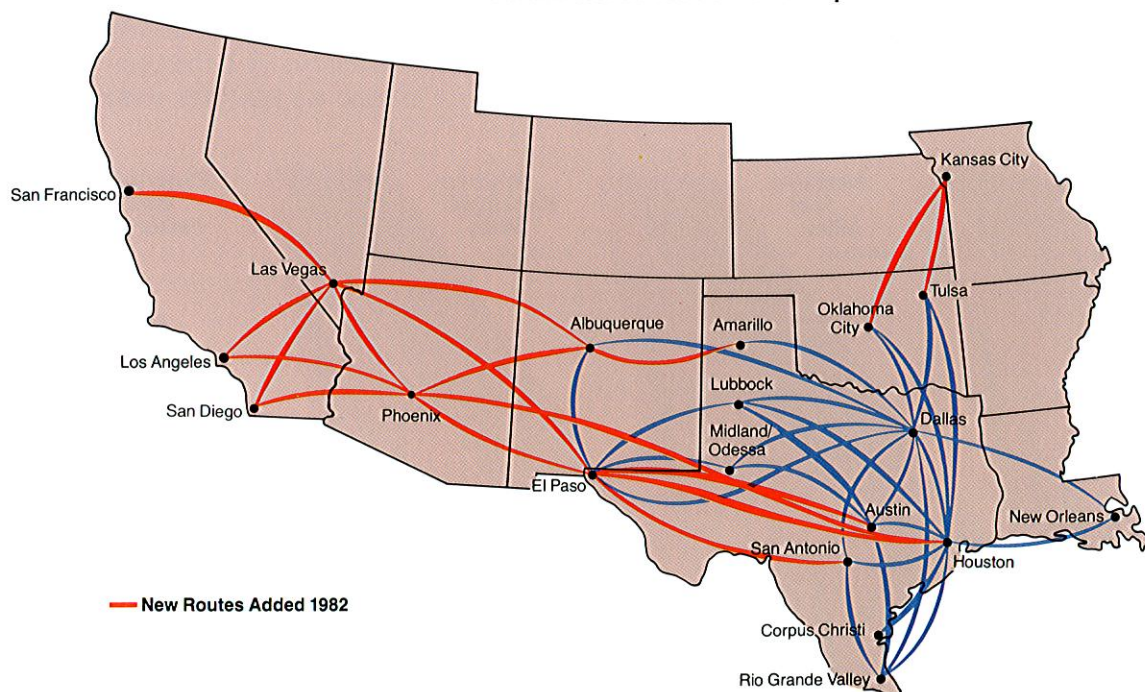 San Francisco
Las Vegas
Los Angeles
San Diego
Phoenix
Albuquerque
Amarillo
Lubbock
Midland/
Odessa
El Paso
Kansas City
Tulsa
Oklahoma
City
Dallas
Austin
San Antonio
Houston
New Orleans
Corpus Christi
Rio Grande Valley
New Routes Added 1982